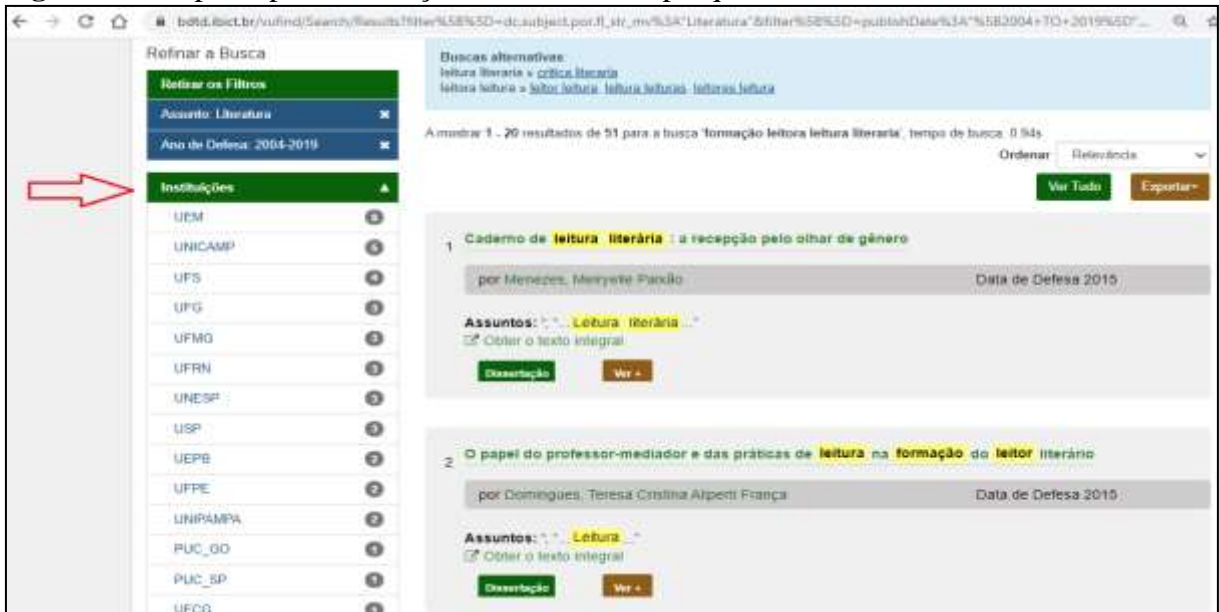 bdtd.ibict.br/vufind/Search/Results?filter%5B%5D=dc.subject.por.fl_str_mv%3A"Literatura"&filter%5B%5D=publishDate%3A"%5B2004+TO+2019%5D"...
Refinar a Busca
Retirar os Filtros
Assunto: Literatura ✖
Ano de Defesa: 2004-2019 ✖
Instituições
UEM
UNICAMP
UFS
UFG
UFMG
UFRN
UNESP
USP
UEPB
UFPE
UNIPAMPA
PUC_GO
PUC_SP
UFCG
Buscas alternativas:
leitura literaria » critica literaria
leitora leitura » leitor leitura, leitura leituras, leitoras leitura
A mostrar 1 - 20 resultados de 51 para a busca 'formação leitora leitura literaria', tempo de busca: 0.94s
Ordenar Relevância
Ver Tudo Exportar
1 Caderno de leitura literária : a recepção pelo olhar de gênero
por Menezes, Meiryelle Paixão Data de Defesa 2015
Assuntos: "...Leitura literária..."
Obter o texto integral
Dissertação Ver +
2 O papel do professor-mediador e das práticas de leitura na formação do leitor literário
por Domingues, Teresa Cristina Alperti França Data de Defesa 2015
Assuntos: "...Leitura..."
Obter o texto integral
Dissertação Ver +